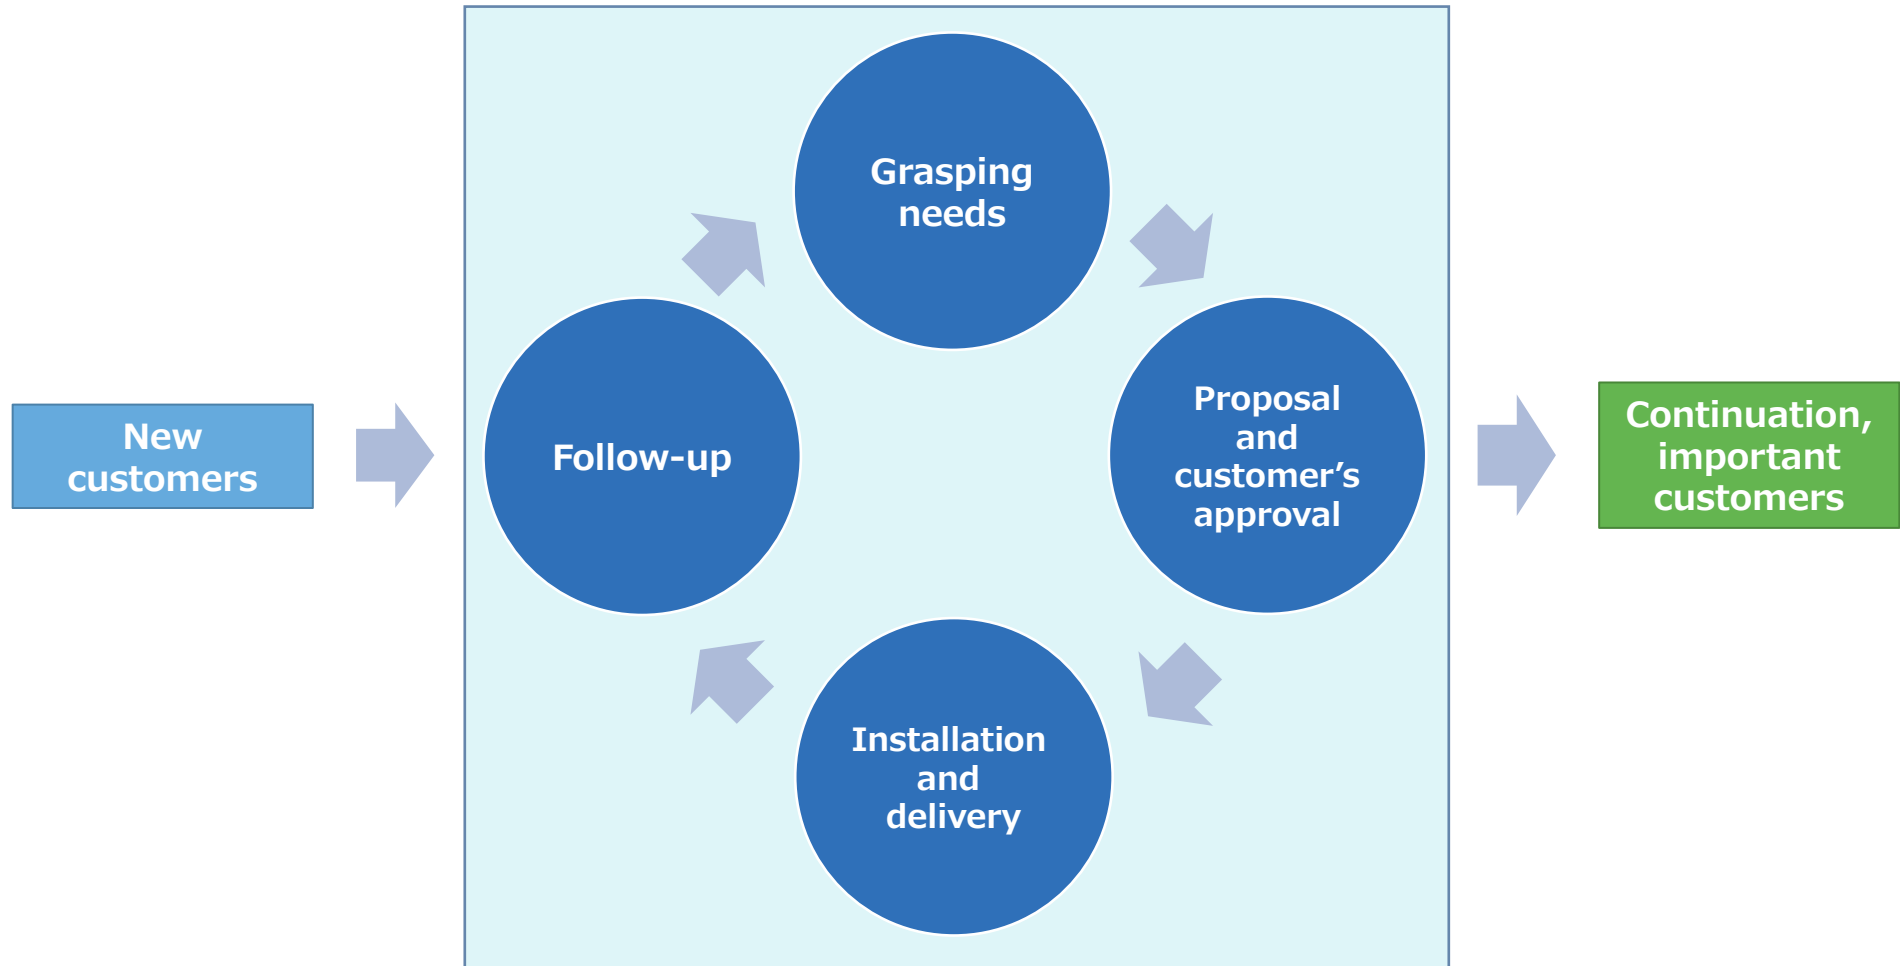 Grasping
needs
New
customers
Follow-up
Proposal
and
customer’s
approval
Continuation,
important
customers
Installation
and
delivery